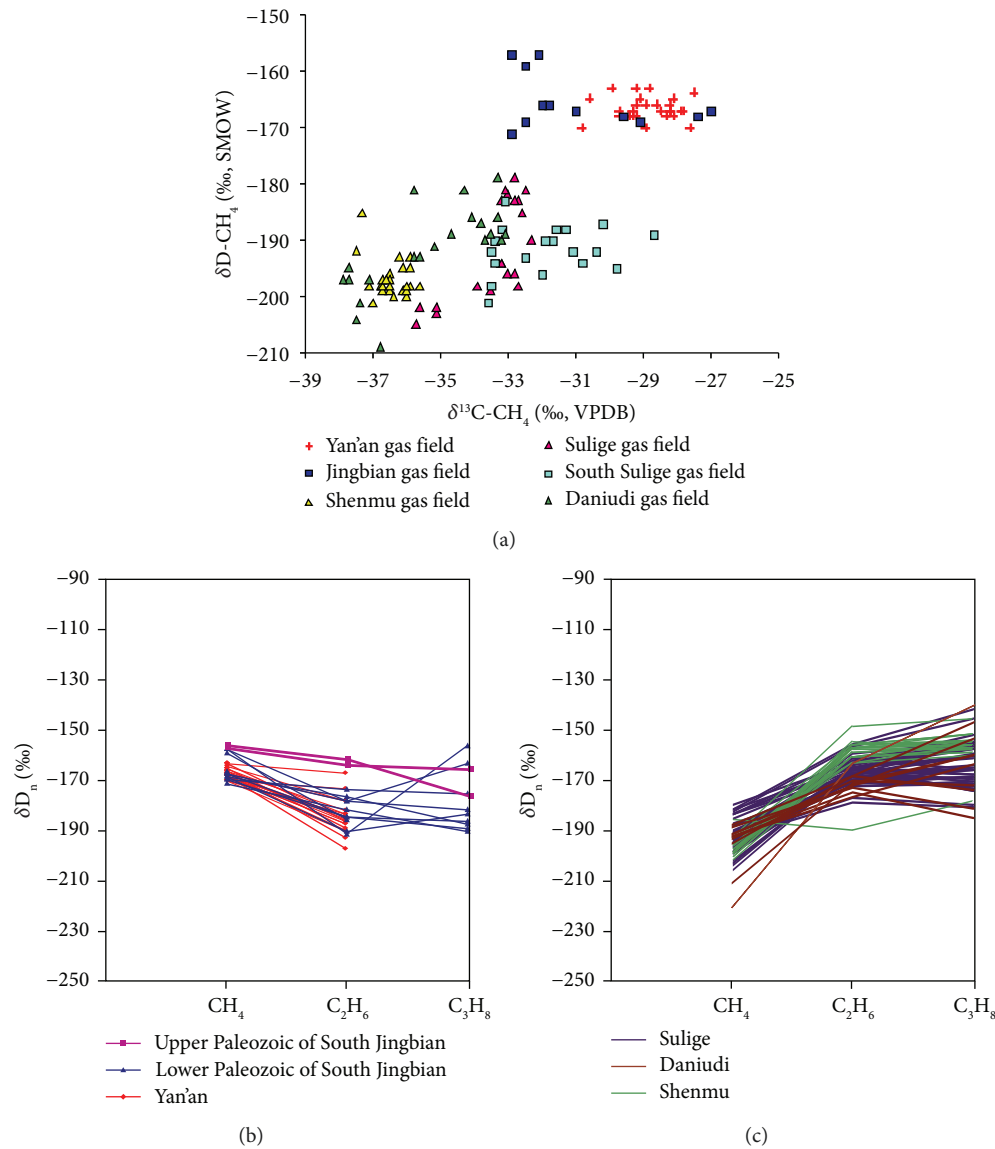 −150
−160
−170
−180
−190
−200
−210
δD-CH₄ (‰, SMOW)
−39 −37 −35 −33 −31 −29 −27 −25
δ¹³C-CH₄ (‰, VPDB)
Yan'an gas field
Jingbian gas field
Shenmu gas field
Sulige gas field
South Sulige gas field
Daniudi gas field
(a)
−90
−110
−130
−150
−170
−190
−210
−230
−250
δDₙ (‰)
CH₄ C₂H₆ C₃H₈
Upper Paleozoic of South Jingbian
Lower Paleozoic of South Jingbian
Yan'an
(b)
−90
−110
−130
−150
−170
−190
−210
−230
−250
δDₙ (‰)
CH₄ C₂H₆ C₃H₈
Sulige
Daniudi
Shenmu
(c)